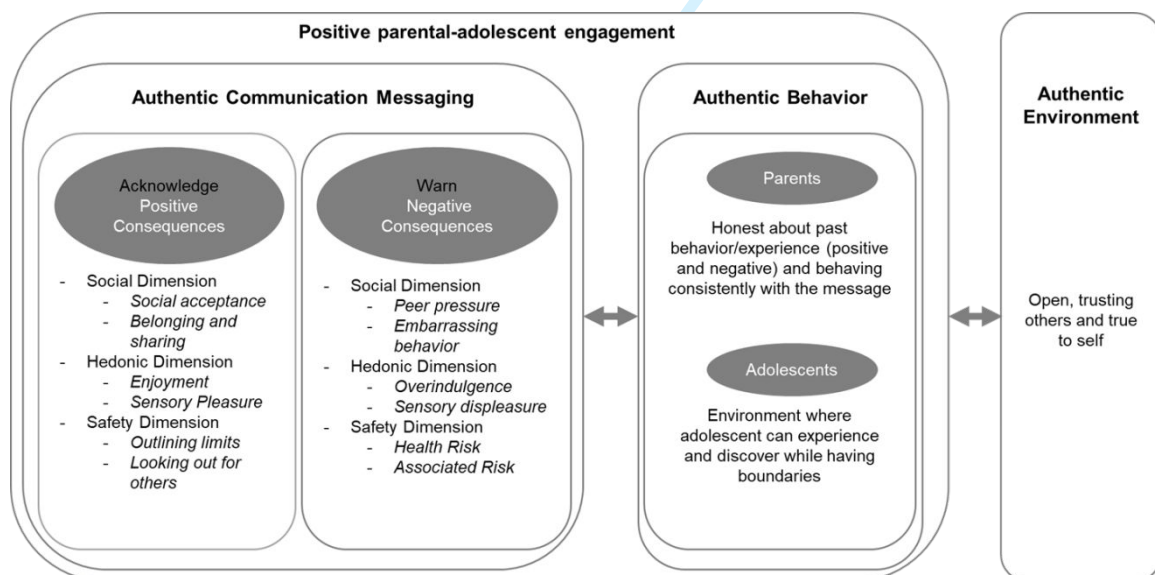 Positive parental-adolescent engagement
Authentic Communication Messaging
Acknowledge
Positive
Consequences
- Social Dimension
- Social acceptance
- Belonging and
sharing
- Hedonic Dimension
- Enjoyment
- Sensory Pleasure
- Safety Dimension
- Outlining limits
- Looking out for
others
Warn
Negative
Consequences
- Social Dimension
- Peer pressure
- Embarrassing
behavior
- Hedonic Dimension
- Overindulgence
- Sensory displeasure
- Safety Dimension
- Health Risk
- Associated Risk
Authentic Behavior
Parents
Honest about past
behavior/experience (positive
and negative) and behaving
consistently with the message
Adolescents
Environment where
adolescent can experience
and discover while having
boundaries
Authentic
Environment
Open, trusting
others and true
to self